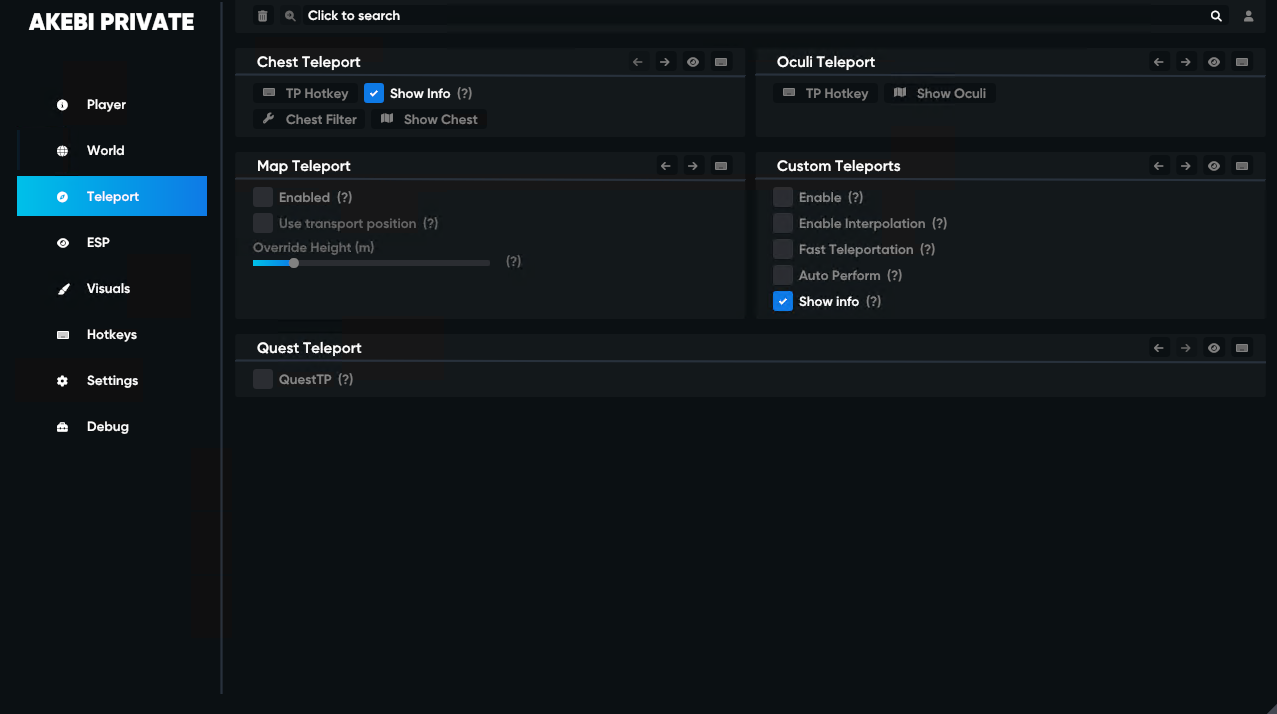 AKEBI PRIVATE
Player
World
Teleport
ESP
Visuals
Hotkeys
Settings
Debug
Click to search
Chest Teleport
TP Hotkey Show Info (?)
Chest Filter Show Chest
Oculi Teleport
TP Hotkey Show Oculi
Map Teleport
Enabled (?)
Use transport position (?)
Override Height (m)
(?)
Custom Teleports
Enable (?)
Enable Interpolation (?)
Fast Teleportation (?)
Auto Perform (?)
Show info (?)
Quest Teleport
QuestTP (?)